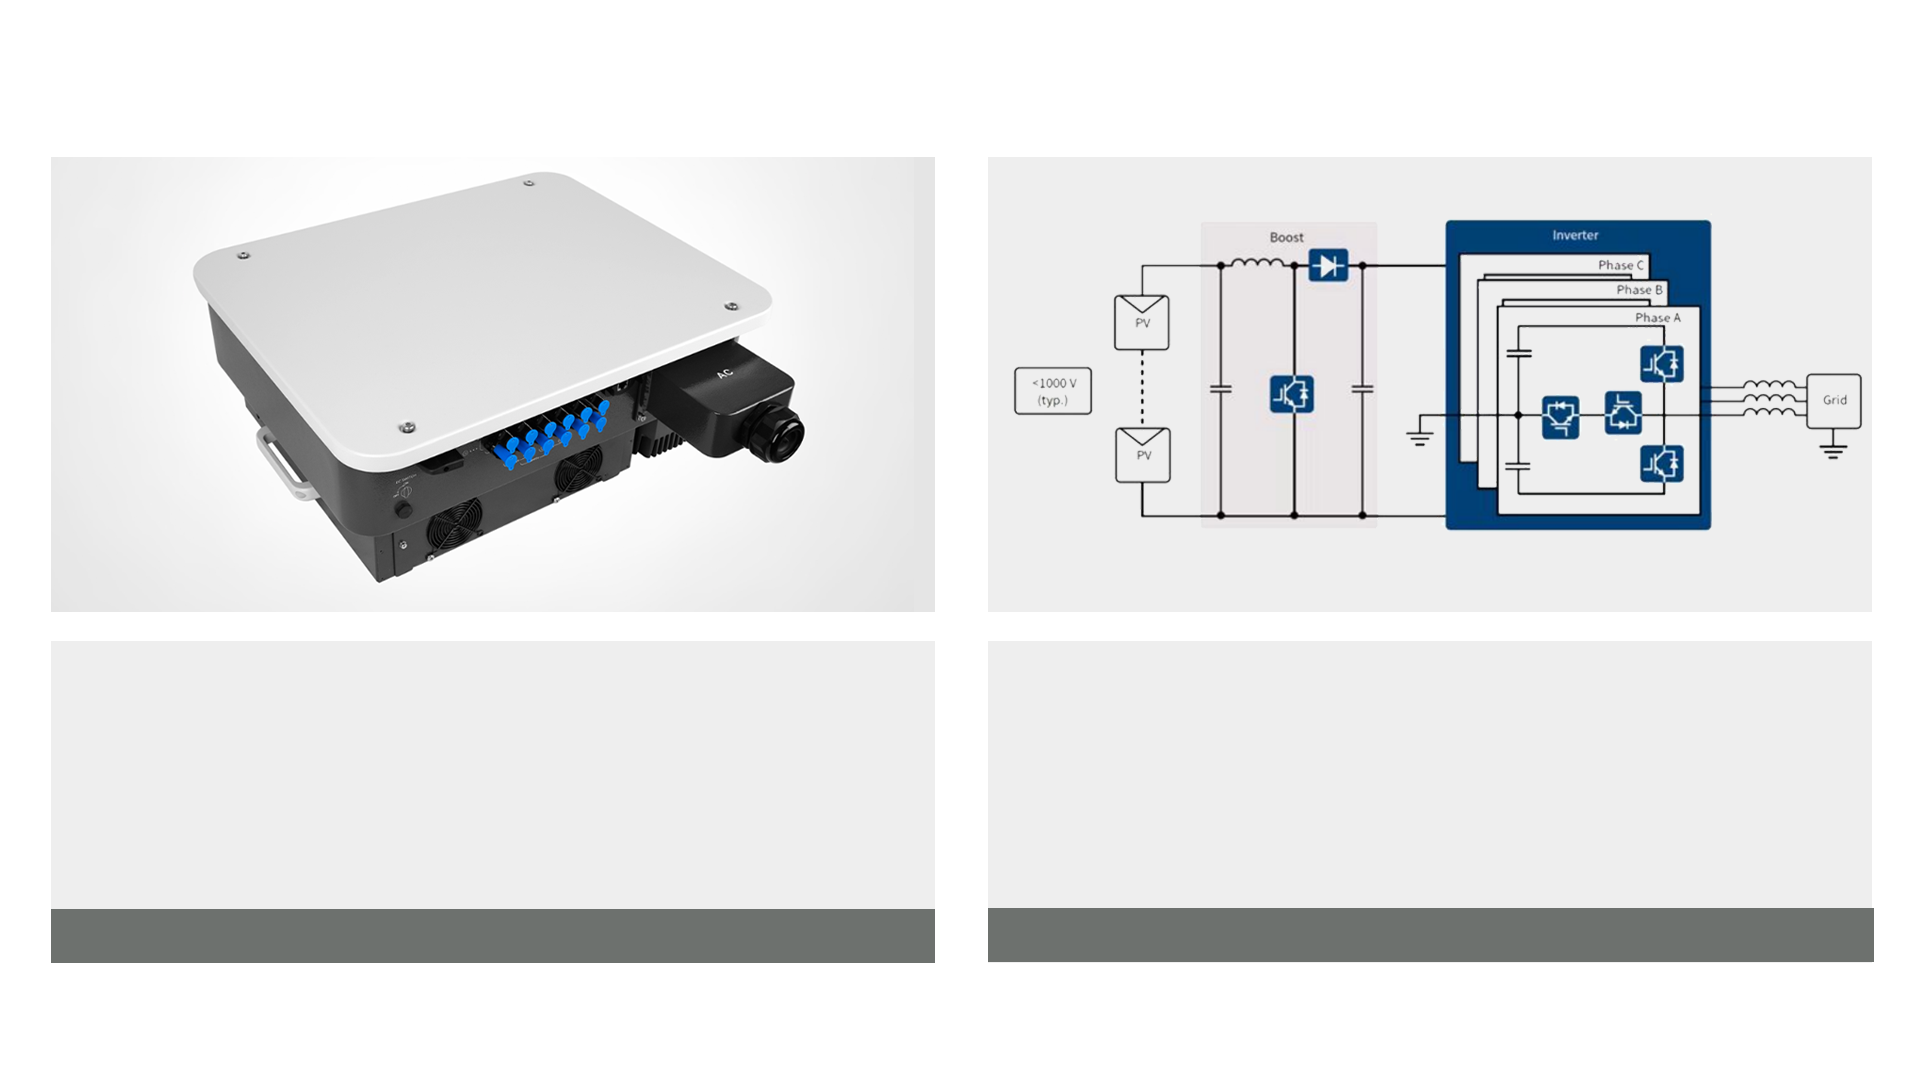 AC
Boost
Inverter
Phase C
Phase B
Phase A
PV
<1000 V
(typ.)
PV
Grid